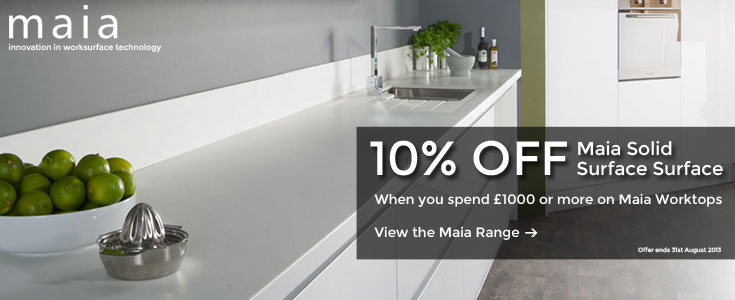 maia
innovation in worksurface technology
10% OFF
Maia Solid
Surface Surface
When you spend £1000 or more on Maia Worktops
View the Maia Range →
Offer ends 31st August 2013